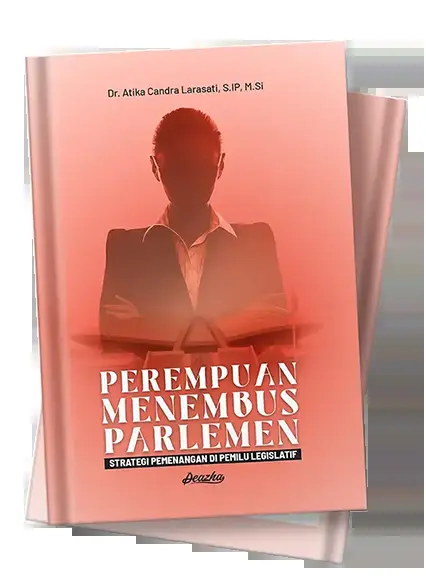 Dr. Atika Candra Larasati, S.IP, M.Si
PEREMPUAN
MENEMBUS
PARLEMEN
STRATEGI PEMENANGAN DI PEMILU LEGISLATIF
Deazha